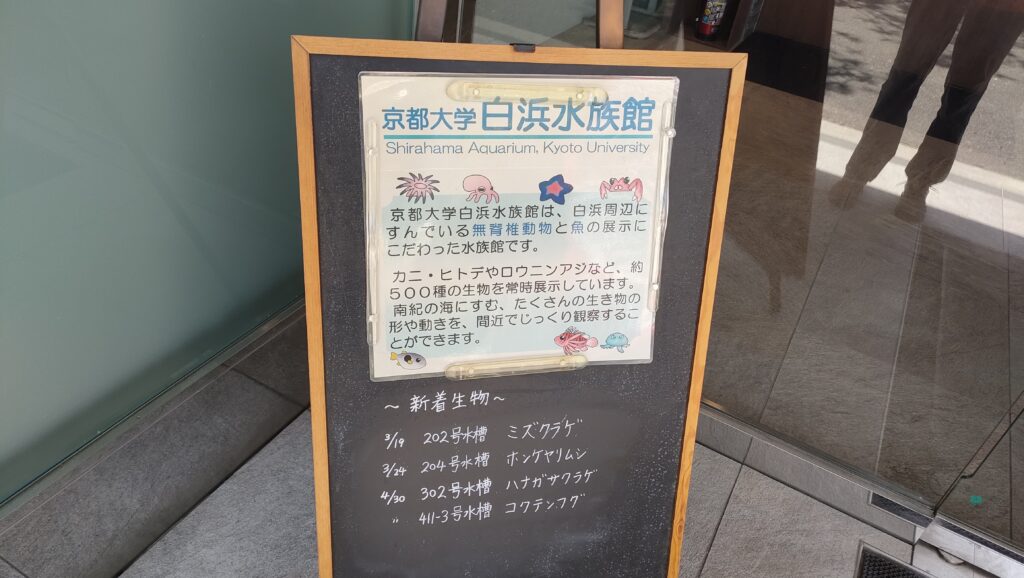 京都大学 白浜水族館
Shirahama Aquarium, Kyoto University
京都大学白浜水族館は、白浜周辺に
すんでいる無脊椎動物と魚の展示に
こだわった水族館です。
カニ・ヒトデやロウニンアジなど、約
500種の生物を常時展示しています。
南紀の海にすむ、たくさんの生き物の
形や動きを、間近でじっくり観察するこ
とができます。
~新着生物~
3/19 202号水槽 ミズクラゲ
3/24 204号水槽 ホンケヤリムシ
4/30 302号水槽 ハナガサクラゲ
〃 411-3号水槽 コクテンフグ